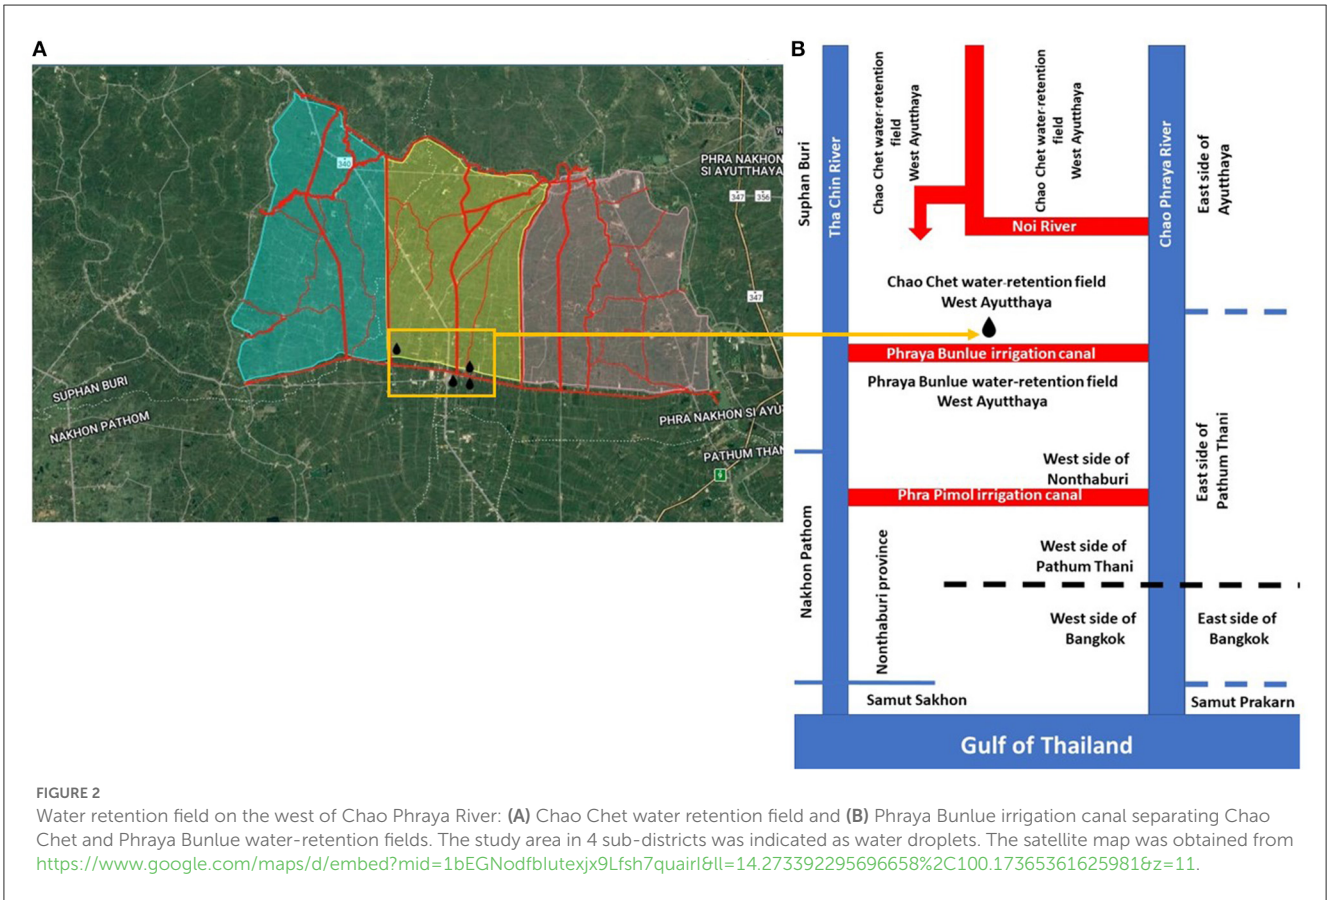 A
340
PHRA NAKHON
SI AYUTTHAYA
347
356
347
SUPHAN BURI
NAKHON PATHOM
PHRA NAKHON SI AYU
PATHUM THAN
9
B
Suphan Buri
Tha Chin River
Chao Chet water-retention
field
West Ayutthaya
Chao Chet water-retention
field
West Ayutthaya
Chao Phraya River
East side of
Ayutthaya
Noi River
Chao Chet water-retention field
West Ayutthaya
Phraya Bunlue irrigation canal
Phraya Bunlue water-retention field
West Ayutthaya
East side of
Pathum Thani
West side of
Nonthaburi
Phra Pimol irrigation canal
Nakhon Pathom
Nonthaburi province
West side of
Pathum Thani
West side of
Bangkok
East side of
Bangkok
Samut Sakhon
Samut Prakarn
Gulf of Thailand
FIGURE 2
Water retention field on the west of Chao Phraya River: (A) Chao Chet water retention field and (B) Phraya Bunlue irrigation canal separating Chao
Chet and Phraya Bunlue water-retention fields. The study area in 4 sub-districts was indicated as water droplets. The satellite map was obtained from
https://www.google.com/maps/d/embed?mid=1bEGNodfbIutexjx9Lfsh7quairI&ll=14.273392295696658%2C100.17365361625981&z=11.